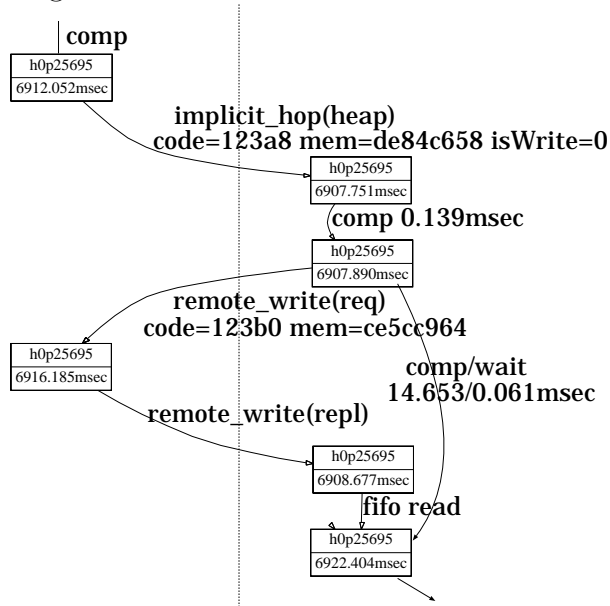 comp
h0p25695
6912.052msec
implicit_hop(heap)
code=123a8 mem=de84c658 isWrite=0
h0p25695
6907.751msec
comp 0.139msec
h0p25695
6907.890msec
remote_write(req)
code=123b0 mem=ce5cc964
h0p25695
6916.185msec
comp/wait
14.653/0.061msec
remote_write(repl)
h0p25695
6908.677msec
fifo read
h0p25695
6922.404msec